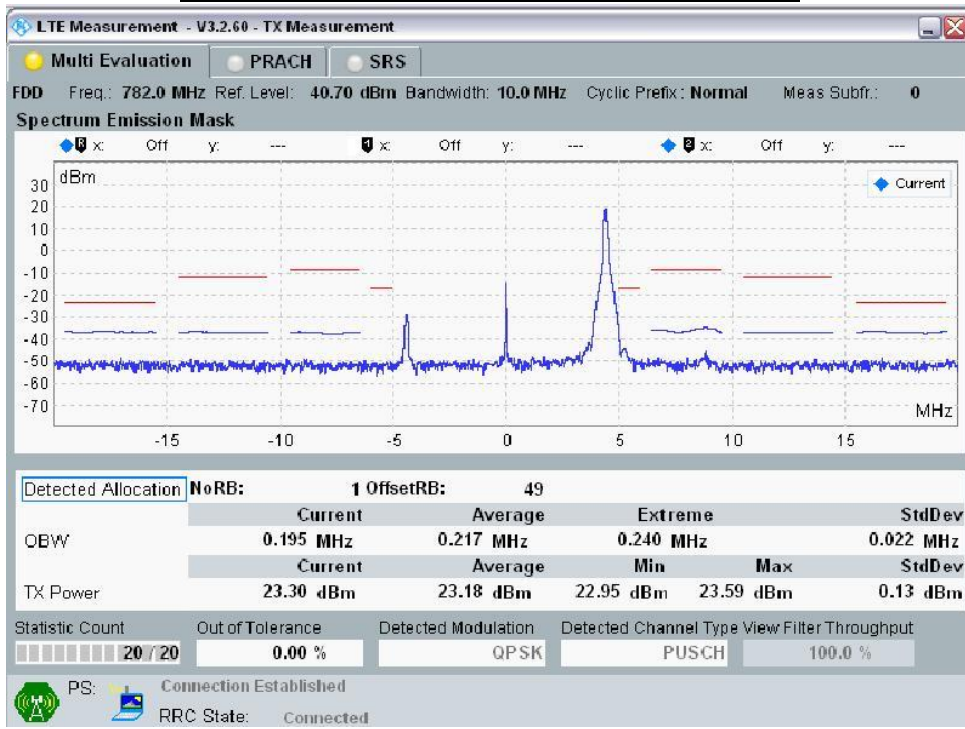 LTE Measurement - V3.2.60 - TX Measurement
Multi Evaluation PRACH SRS
FDD Freq.: 782.0 MHz Ref. Level: 40.70 dBm Bandwidth: 10.0 MHz Cyclic Prefix: Normal Meas Subfr.: 0
Spectrum Emission Mask
R x: Off y: --- 1 x: Off y: --- 2 x: Off y: ---
dBm
Current
30
20
10
0
-10
-20
-30
-40
-50
-60
-70
MHz
-15 -10 -5 0 5 10 15
Detected Allocation NoRB: 1 OffsetRB: 49
Current Average Extreme StdDev
OBW 0.195 MHz 0.217 MHz 0.240 MHz 0.022 MHz
Current Average Min Max StdDev
TX Power 23.30 dBm 23.18 dBm 22.95 dBm 23.59 dBm 0.13 dBm
Statistic Count Out of Tolerance Detected Modulation Detected Channel Type View Filter Throughput
20 / 20 0.00 % QPSK PUSCH 100.0 %
PS: Connection Established
RRC State: Connected